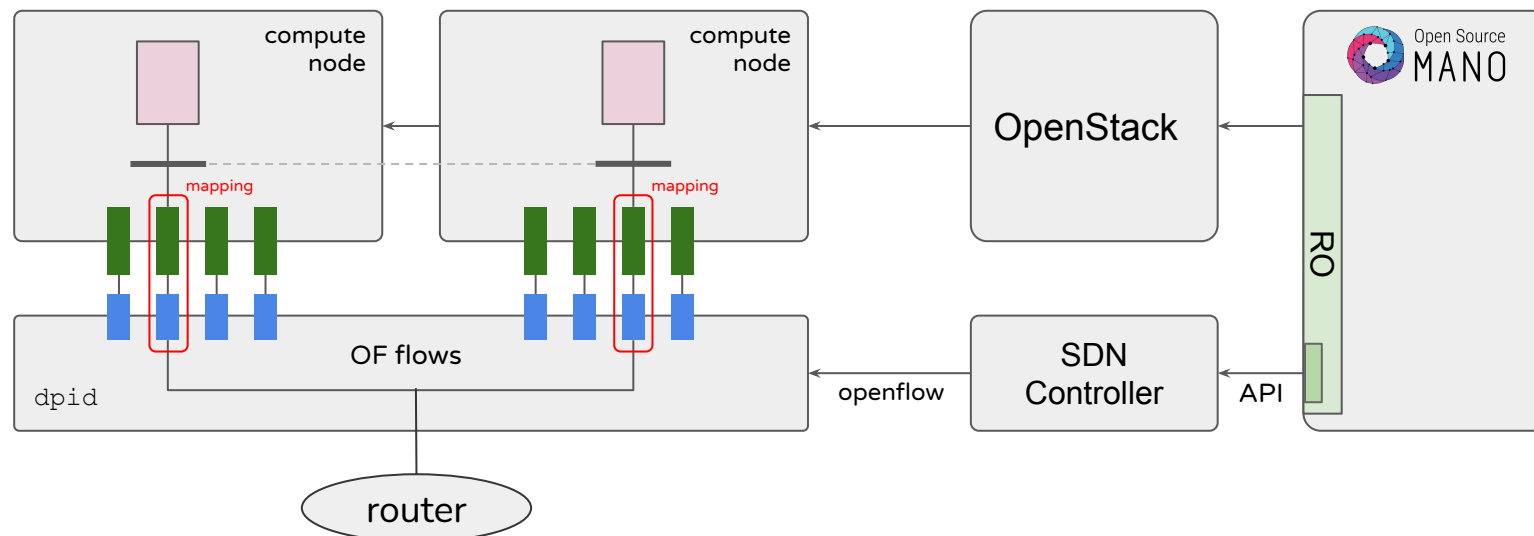 compute
node
compute
node
Open Source
MANO
OpenStack
mapping
mapping
RO
OF flows
dpid
openflow
SDN
Controller
API
router